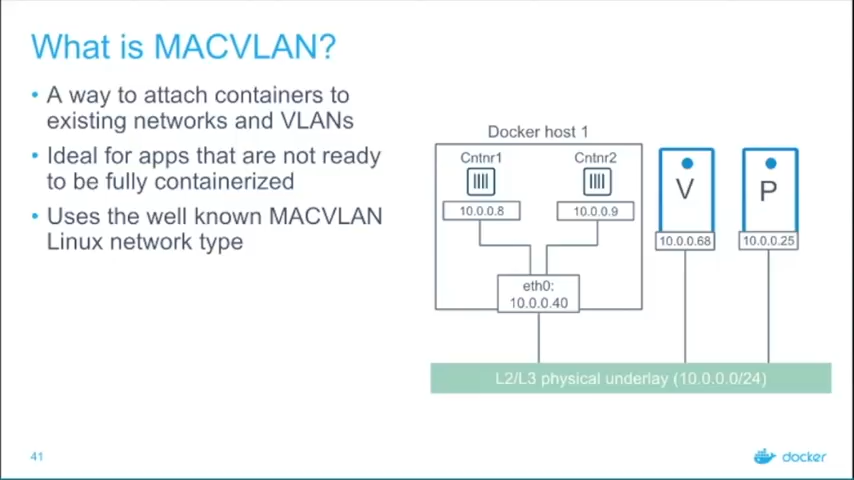 What is MACVLAN?
• A way to attach containers to
existing networks and VLANs
• Ideal for apps that are not ready
to be fully containerized
• Uses the well known MACVLAN
Linux network type
Docker host 1
Cntnr1
Cntnr2
10.0.0.8
10.0.0.9
eth0:
10.0.0.40
V
10.0.0.68
P
10.0.0.25
L2/L3 physical underlay (10.0.0.0/24)
41
docker